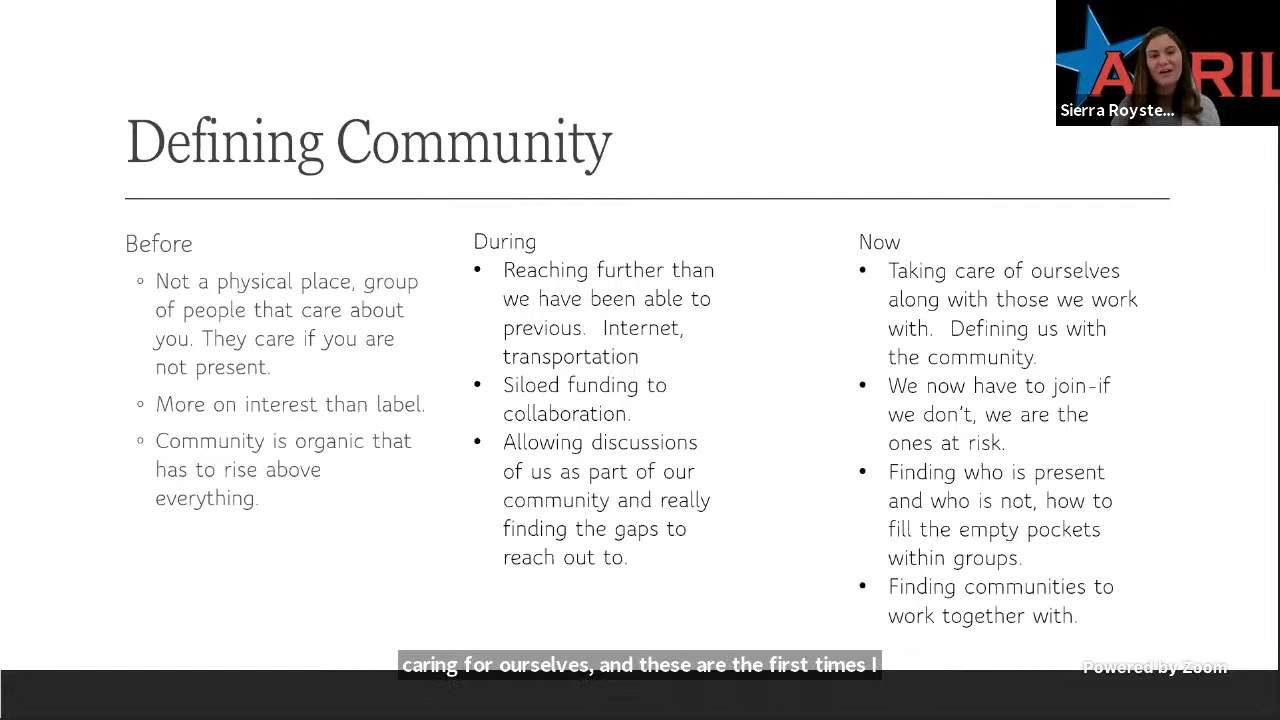 APRIL
Sierra Royste...
Defining Community
Before
Not a physical place, group
of people that care about
you. They care if you are
not present.
More on interest than label.
Community is organic that
has to rise above
everything.
During
Reaching further than
we have been able to
previous. Internet,
transportation
Siloed funding to
collaboration.
Allowing discussions
of us as part of our
community and really
finding the gaps to
reach out to.
Now
Taking care of ourselves
along with those we work
with. Defining us with
the community.
We now have to join-if
we don't, we are the
ones at risk.
Finding who is present
and who is not, how to
fill the empty pockets
within groups.
Finding communities to
work together with.
caring for ourselves, and these are the first times I
Powered by Zoom